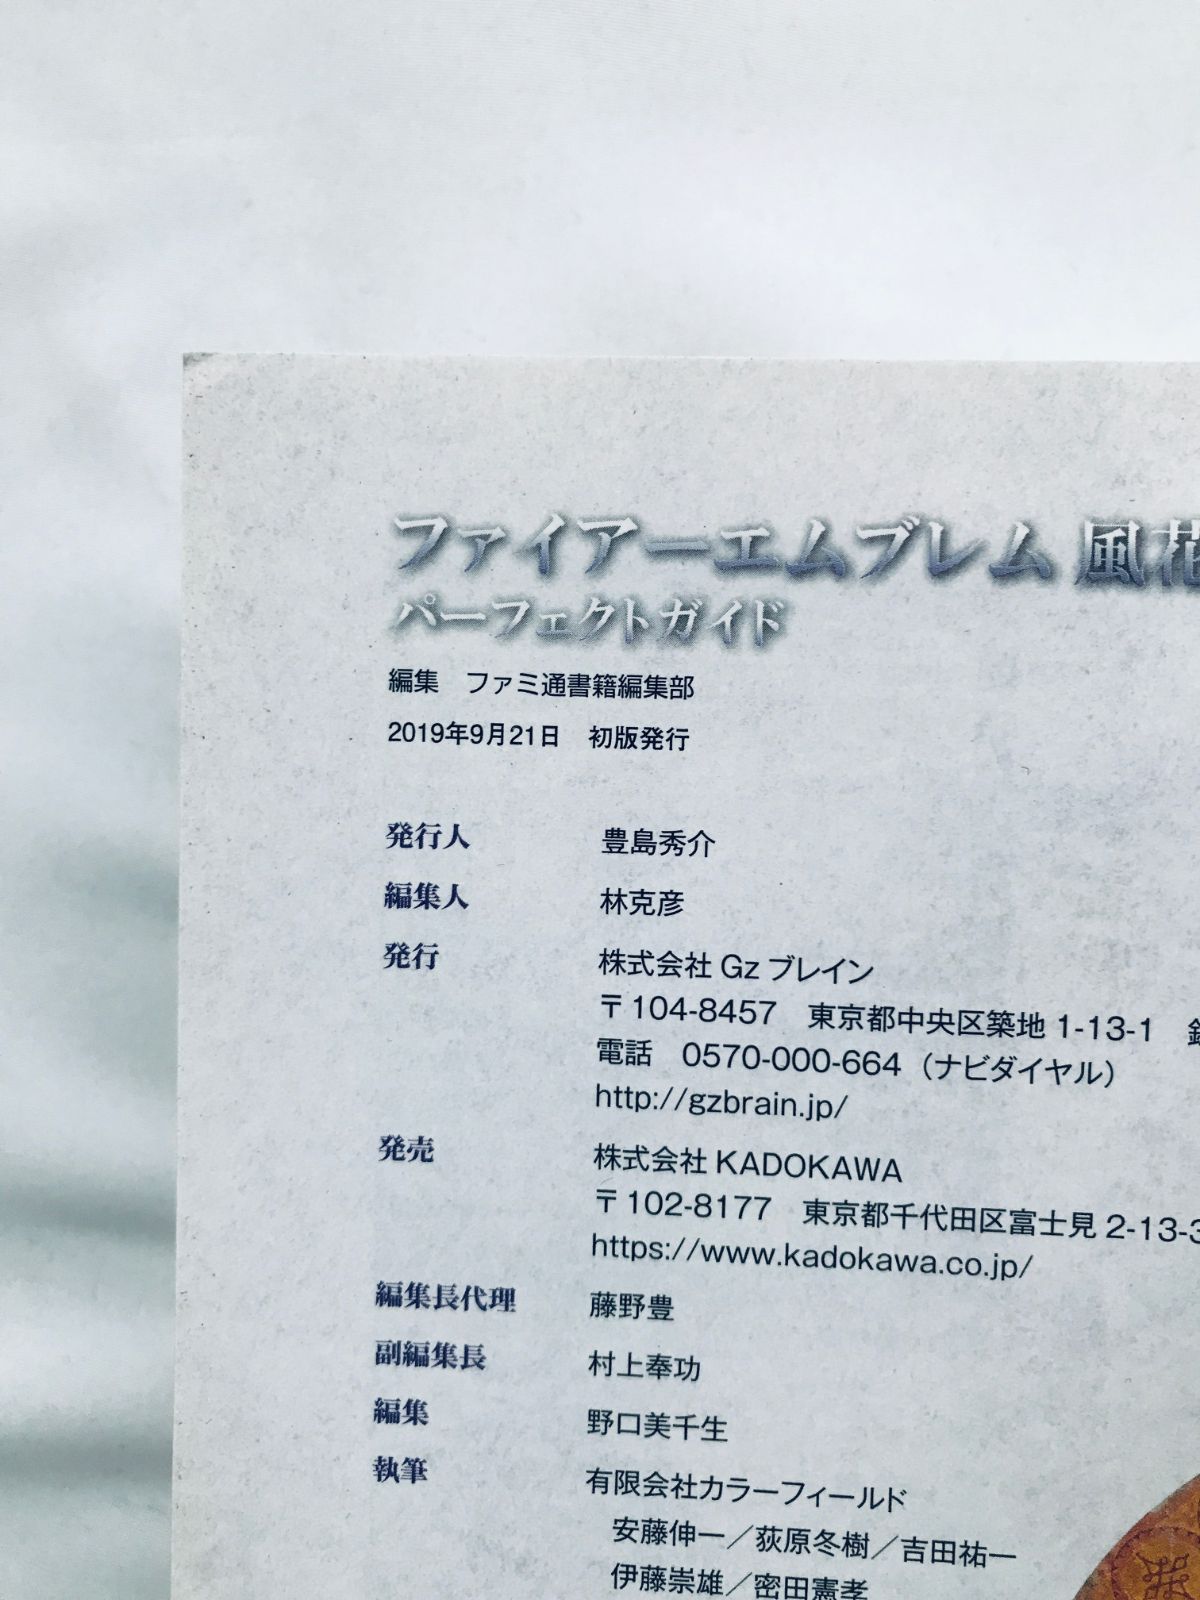 ファイアーエムブレム 風花
パーフェクトガイド
編集　ファミ通書籍編集部
2019年9月21日　初版発行
発行人　豊島秀介
編集人　林克彦
発行　株式会社 Gz ブレイン
〒104-8457　東京都中央区築地 1-13-1
電話　0570-000-664（ナビダイヤル）
http://gzbrain.jp/
発売　株式会社 KADOKAWA
〒102-8177　東京都千代田区富士見 2-13-3
https://www.kadokawa.co.jp/
編集長代理　藤野豊
副編集長　村上奉功
編集　野口美千生
執筆　有限会社カラーフィールド
安藤伸一／荻原冬樹／吉田祐一
伊藤崇雄／密田憲孝